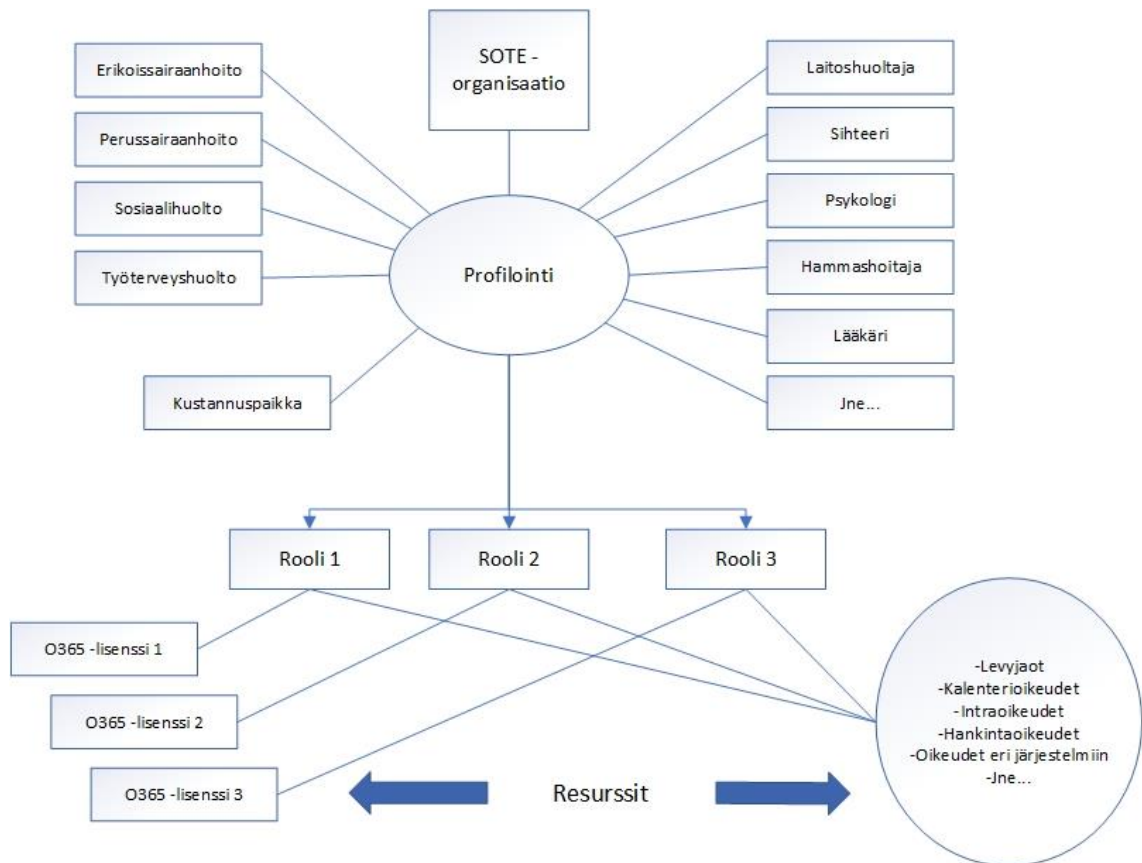 SOTE -
organisaatio
Erikoissairaanhoito
Perussairaanhoito
Sosiaalihuolto
Työterveyshuolto
Kustannuspaikka
Profilointi
Laitoshuoltaja
Sihteeri
Psykologi
Hammashoitaja
Lääkäri
Jne...
Rooli 1
Rooli 2
Rooli 3
O365 -lisenssi 1
O365 -lisenssi 2
O365 -lisenssi 3
Resurssit
-Levyjaot
-Kalenterioikeudet
-Intraoikeudet
-Hankintaoikeudet
-Oikeudet eri järjestelmiin
-Jne...